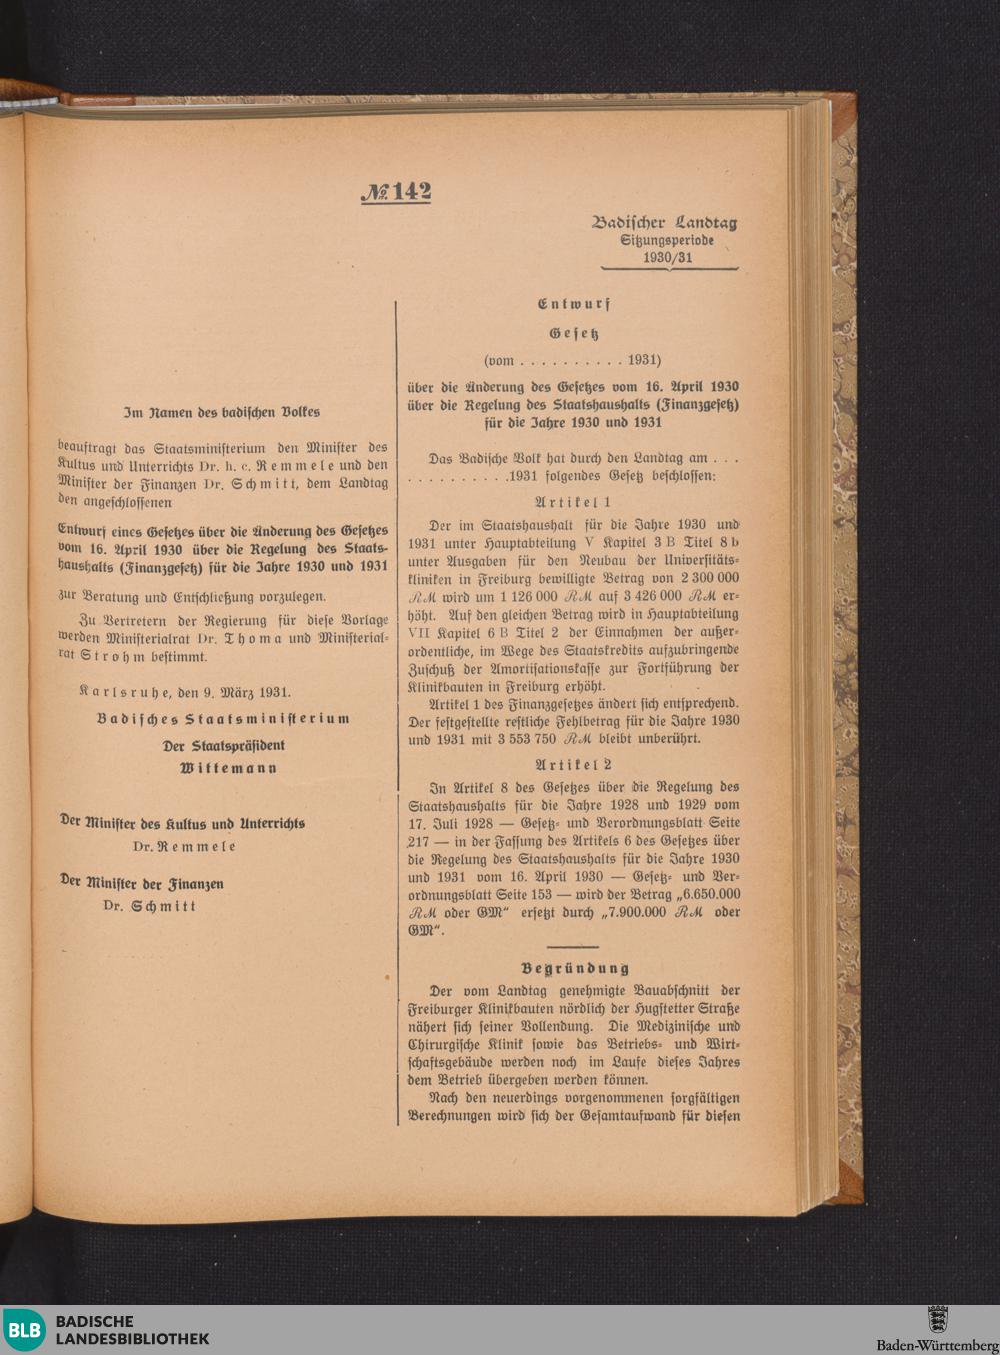 № 142
Badischer Landtag
Sitzungsperiode
1930/31
Im Namen des badischen Volkes
beauftragt das Staatsministerium den Minister des
Kultus und Unterrichts Dr. h. c. Remmele und den
Minister der Finanzen Dr. Schmitt, dem Landtag
den angeschlossenen
Entwurf eines Gesetzes über die Änderung des Gesetzes
vom 16. April 1930 über die Regelung des Staats-
haushalts (Finanzgesetz) für die Jahre 1930 und 1931
zur Beratung und Entschließung vorzulegen.
Zu Vertretern der Regierung für diese Vorlage
werden Ministerialrat Dr. Thoma und Ministerial-
rat Strohm bestimmt.
Karlsruhe, den 9. März 1931.
Badisches Staatsministerium
Der Staatspräsident
Wittemann
Der Minister des Kultus und Unterrichts
Dr. Remmele
Der Minister der Finanzen
Dr. Schmitt
Entwurf
Gesetz
(vom . . . . . . . . . . 1931)
über die Änderung des Gesetzes vom 16. April 1930
über die Regelung des Staatshaushalts (Finanzgesetz)
für die Jahre 1930 und 1931
Das Badische Volk hat durch den Landtag am . . .
. . . . . . . . . . .1931 folgendes Gesetz beschlossen:
Artikel 1
Der im Staatshaushalt für die Jahre 1930 und
1931 unter Hauptabteilung V Kapitel 3 B Titel 8 b
unter Ausgaben für den Neubau der Universitäts-
kliniken in Freiburg bewilligte Betrag von 2 300 000
RM wird um 1 126 000 RM auf 3 426 000 RM er-
höht. Auf den gleichen Betrag wird in Hauptabteilung
VII Kapitel 6 B Titel 2 der Einnahmen der außer-
ordentliche, im Wege des Staatskredits aufzubringende
Zuschuß der Amortisationskasse zur Fortführung der
Klinikbauten in Freiburg erhöht.
Artikel 1 des Finanzgesetzes ändert sich entsprechend.
Der festgestellte restliche Fehlbetrag für die Jahre 1930
und 1931 mit 3 553 750 RM bleibt unberührt.
Artikel 2
In Artikel 8 des Gesetzes über die Regelung des
Staatshaushalts für die Jahre 1928 und 1929 vom
17. Juli 1928 — Gesetz- und Verordnungsblatt Seite
217 — in der Fassung des Artikels 6 des Gesetzes über
die Regelung des Staatshaushalts für die Jahre 1930
und 1931 vom 16. April 1930 — Gesetz- und Ver-
ordnungsblatt Seite 153 — wird der Betrag „6.650.000
RM oder GM“ ersetzt durch „7.900.000 RM oder
GM“.
Begründung
Der vom Landtag genehmigte Bauabschnitt der
Freiburger Klinikbauten nördlich der Hugstetter Straße
nähert sich seiner Vollendung. Die Medizinische und
Chirurgische Klinik sowie das Betriebs- und Wirt-
schaftsgebäude werden noch im Laufe dieses Jahres
dem Betrieb übergeben werden können.
Nach den neuerdings vorgenommenen sorgfältigen
Berechnungen wird sich der Gesamtaufwand für diesen
BLB BADISCHE
LANDESBIBLIOTHEK
Baden-Württemberg